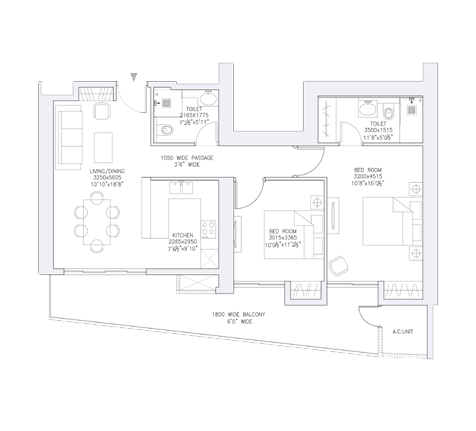 TOILET
2165X1775
7'2½"X5'11"
TOILET
3500X1515
11'8"X5'0½"
1050 WIDE PASSAGE
3'6" WIDE
LIVING/DINING
3250X5605
10'10"X18'8"
BED ROOM
3200X4515
10'8"X15'0½"
KITCHEN
2265X2950
7'6½"X9'10"
BED ROOM
3015X3365
10'0½"X11'2½"
1800 WIDE BALCONY
6'0" WIDE
A.C.UNIT